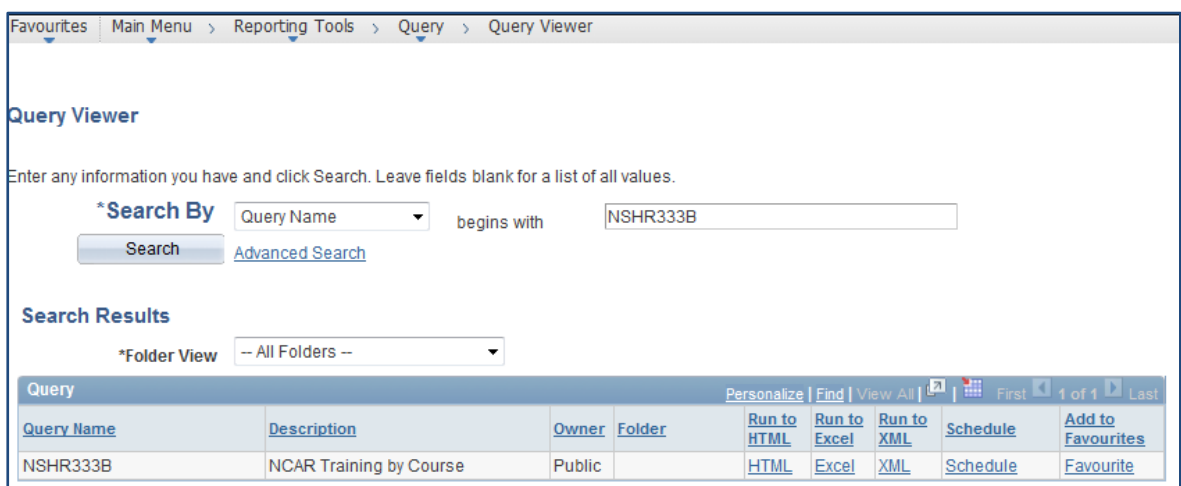 Favourites Main Menu > Reporting Tools > Query > Query Viewer
Query Viewer
Enter any information you have and click Search. Leave fields blank for a list of all values.
*Search By Query Name begins with NSHR333B
Search Advanced Search
Search Results
*Folder View -- All Folders --
Query Personalize | Find | View All | | First 1 of 1 Last
Query Name Description Owner Folder Run to HTML Run to Excel Run to XML Schedule Add to Favourites
NSHR333B NCAR Training by Course Public HTML Excel XML Schedule Favourite